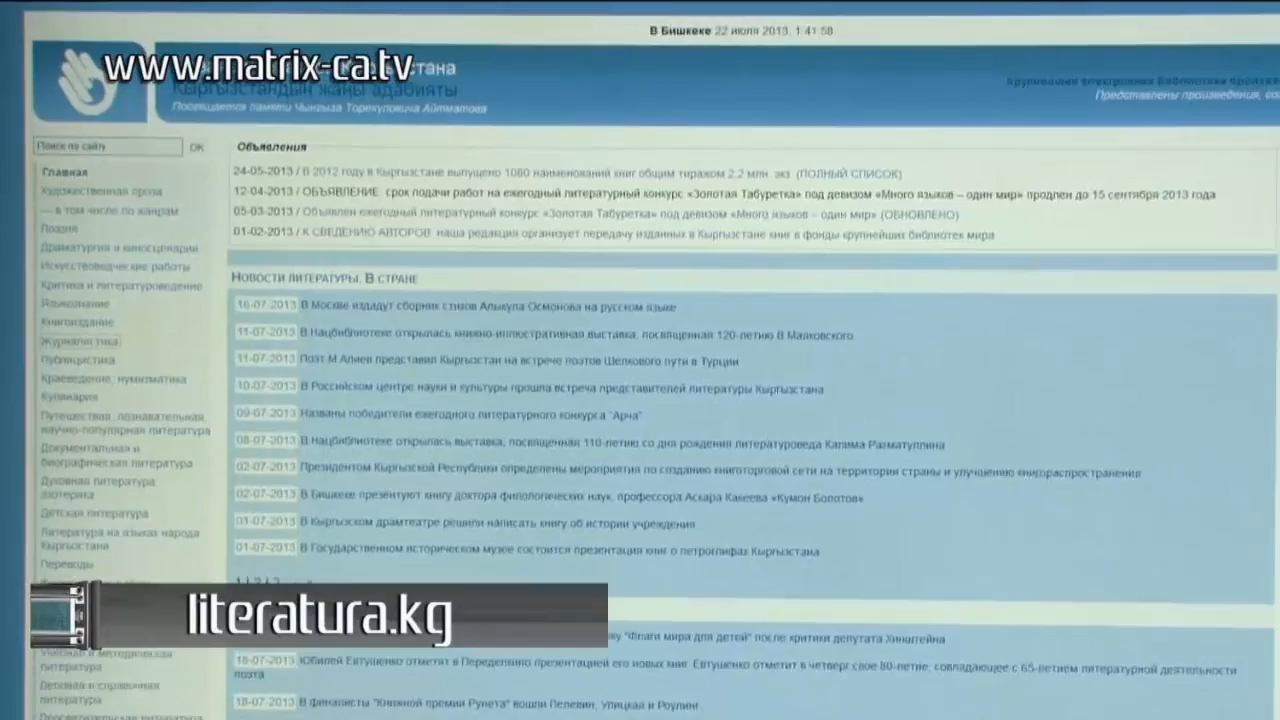 В Бишкеке 22 июля 2013, 1:41:58
www.matrix-ca.tv
тана
Кыргызстандын жаңы адабияты
Посвящается памяти Чынгыза Торекуловича Айтматова
Крупнейшая электронная библиотека произве
Представлены произведения, со
Поиск по сайту
OK
Главная
Художественная проза
— в том числе по жанрам
Поэзия
Драматургия и киносценарии
Искусствоведческие работы
Критика и литературоведение
Языкознание
Книгоиздание
Журналистика
Публицистика
Краеведение, нумизматика
Кулинария
Путешествия, познавательная,
научно-популярная литература
Документальная и
биографическая литература
Духовная литература,
эзотерика
Детская литература
Литература на языках народа
Кыргызстана
Переводы
Объявления
24-05-2013 / В 2012 году в Кыргызстане выпущено 1080 наименований книг общим тиражом 2,2 млн. экз. (ПОЛНЫЙ СПИСОК)
12-04-2013 / ОБЪЯВЛЕНИЕ: срок подачи работ на ежегодный литературный конкурс «Золотая Табуретка» под девизом «Много языков – один мир» продлен до 15 сентября 2013 года
05-03-2013 / Объявлен ежегодный литературный конкурс «Золотая Табуретка» под девизом «Много языков – один мир» (ОБНОВЛЕНО)
01-02-2013 / К СВЕДЕНИЮ АВТОРОВ: наша редакция организует передачу изданных в Кыргызстане книг в фонды крупнейших библиотек мира
Новости литературы. В стране
16-07-2013 В Москве издадут сборник стихов Алыкула Осмонова на русском языке
11-07-2013 В Нацбиблиотеке открылась книжно-иллюстративная выставка, посвященная 120-летию В.Маяковского
11-07-2013 Поэт М.Алиев представил Кыргызстан на встрече поэтов Шелкового пути в Турции
10-07-2013 В Российском центре науки и культуры прошла встреча представителей литературы Кыргызстана
09-07-2013 Названы победители ежегодного литературного конкурса "Арча"
08-07-2013 В Нацбиблиотеке открылась выставка, посвященная 110-летию со дня рождения литературоведа Калима Рахматуллина
02-07-2013 Президентом Кыргызской Республики определены мероприятия по созданию книготорговой сети на территории страны и улучшению книгораспространения
02-07-2013 В Бишкеке презентуют книгу доктора филологических наук, профессора Аскара Какеева «Кумон Болотов»
01-07-2013 В Кыргызском драмтеатре решили написать книгу об истории учреждения
01-07-2013 В Государственном историческом музее состоится презентация книг о петроглифах Кыргызстана
literatura.kg
"Флаги мира для детей" после критики депутата Хинштейна
18-07-2013 Юбилей Евтушенко отметят в Переделкино презентацией его новых книг. Евтушенко отметит в четверг свое 80-летие, совпадающее с 65-летием литературной деятельности
поэта
18-07-2013 В финалисты "Книжной премии Рунета" вошли Пелевин, Улицкая и Роулинг
Учебная и методическая
литература
Деловая и справочная
литература
Просветительская литература